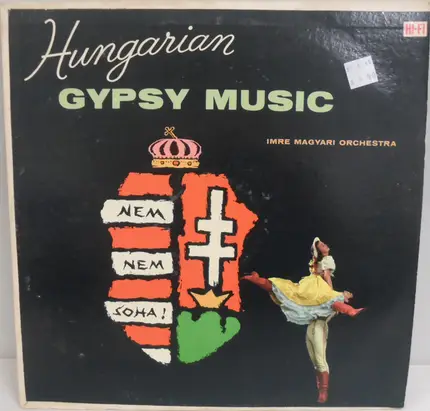 Hungarian
HI-FI
GYPSY MUSIC
IMRE MAGYARI ORCHESTRA
NEM
NEM
SOHA!